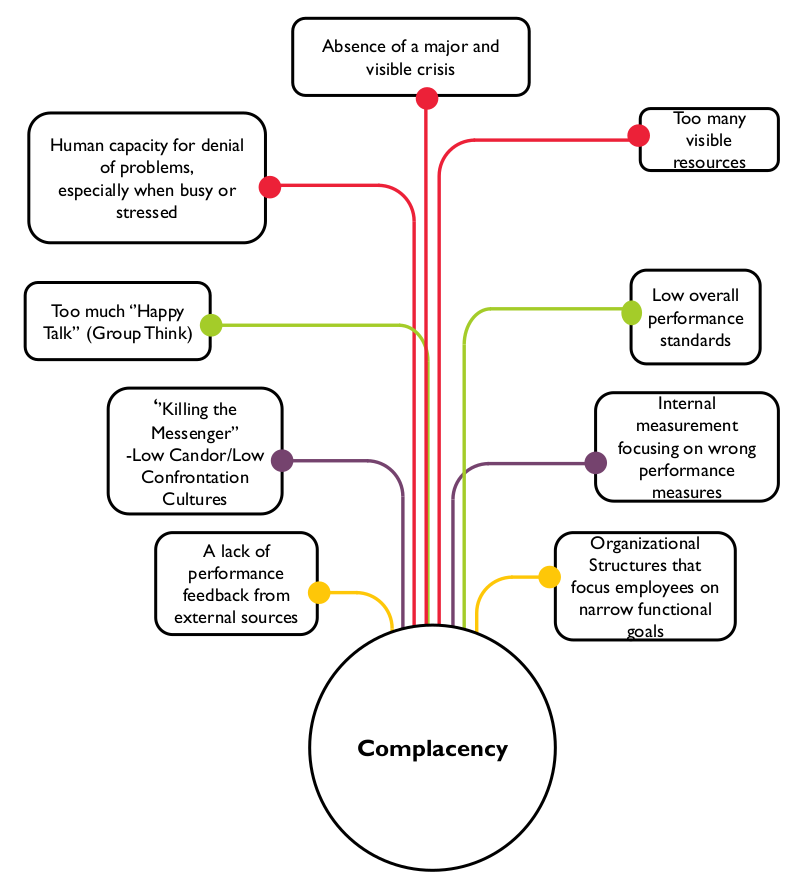 Absence of a major and
visible crisis
Too many
visible
resources
Human capacity for denial
of problems,
especially when busy or
stressed
Too much “Happy
Talk” (Group Think)
Low overall
performance
standards
‘”Killing the
Messenger”
-Low Candor/Low
Confrontation
Cultures
Internal
measurement
focusing on wrong
performance
measures
A lack of
performance
feedback from
external sources
Organizational
Structures that
focus employees on
narrow functional
goals
Complacency